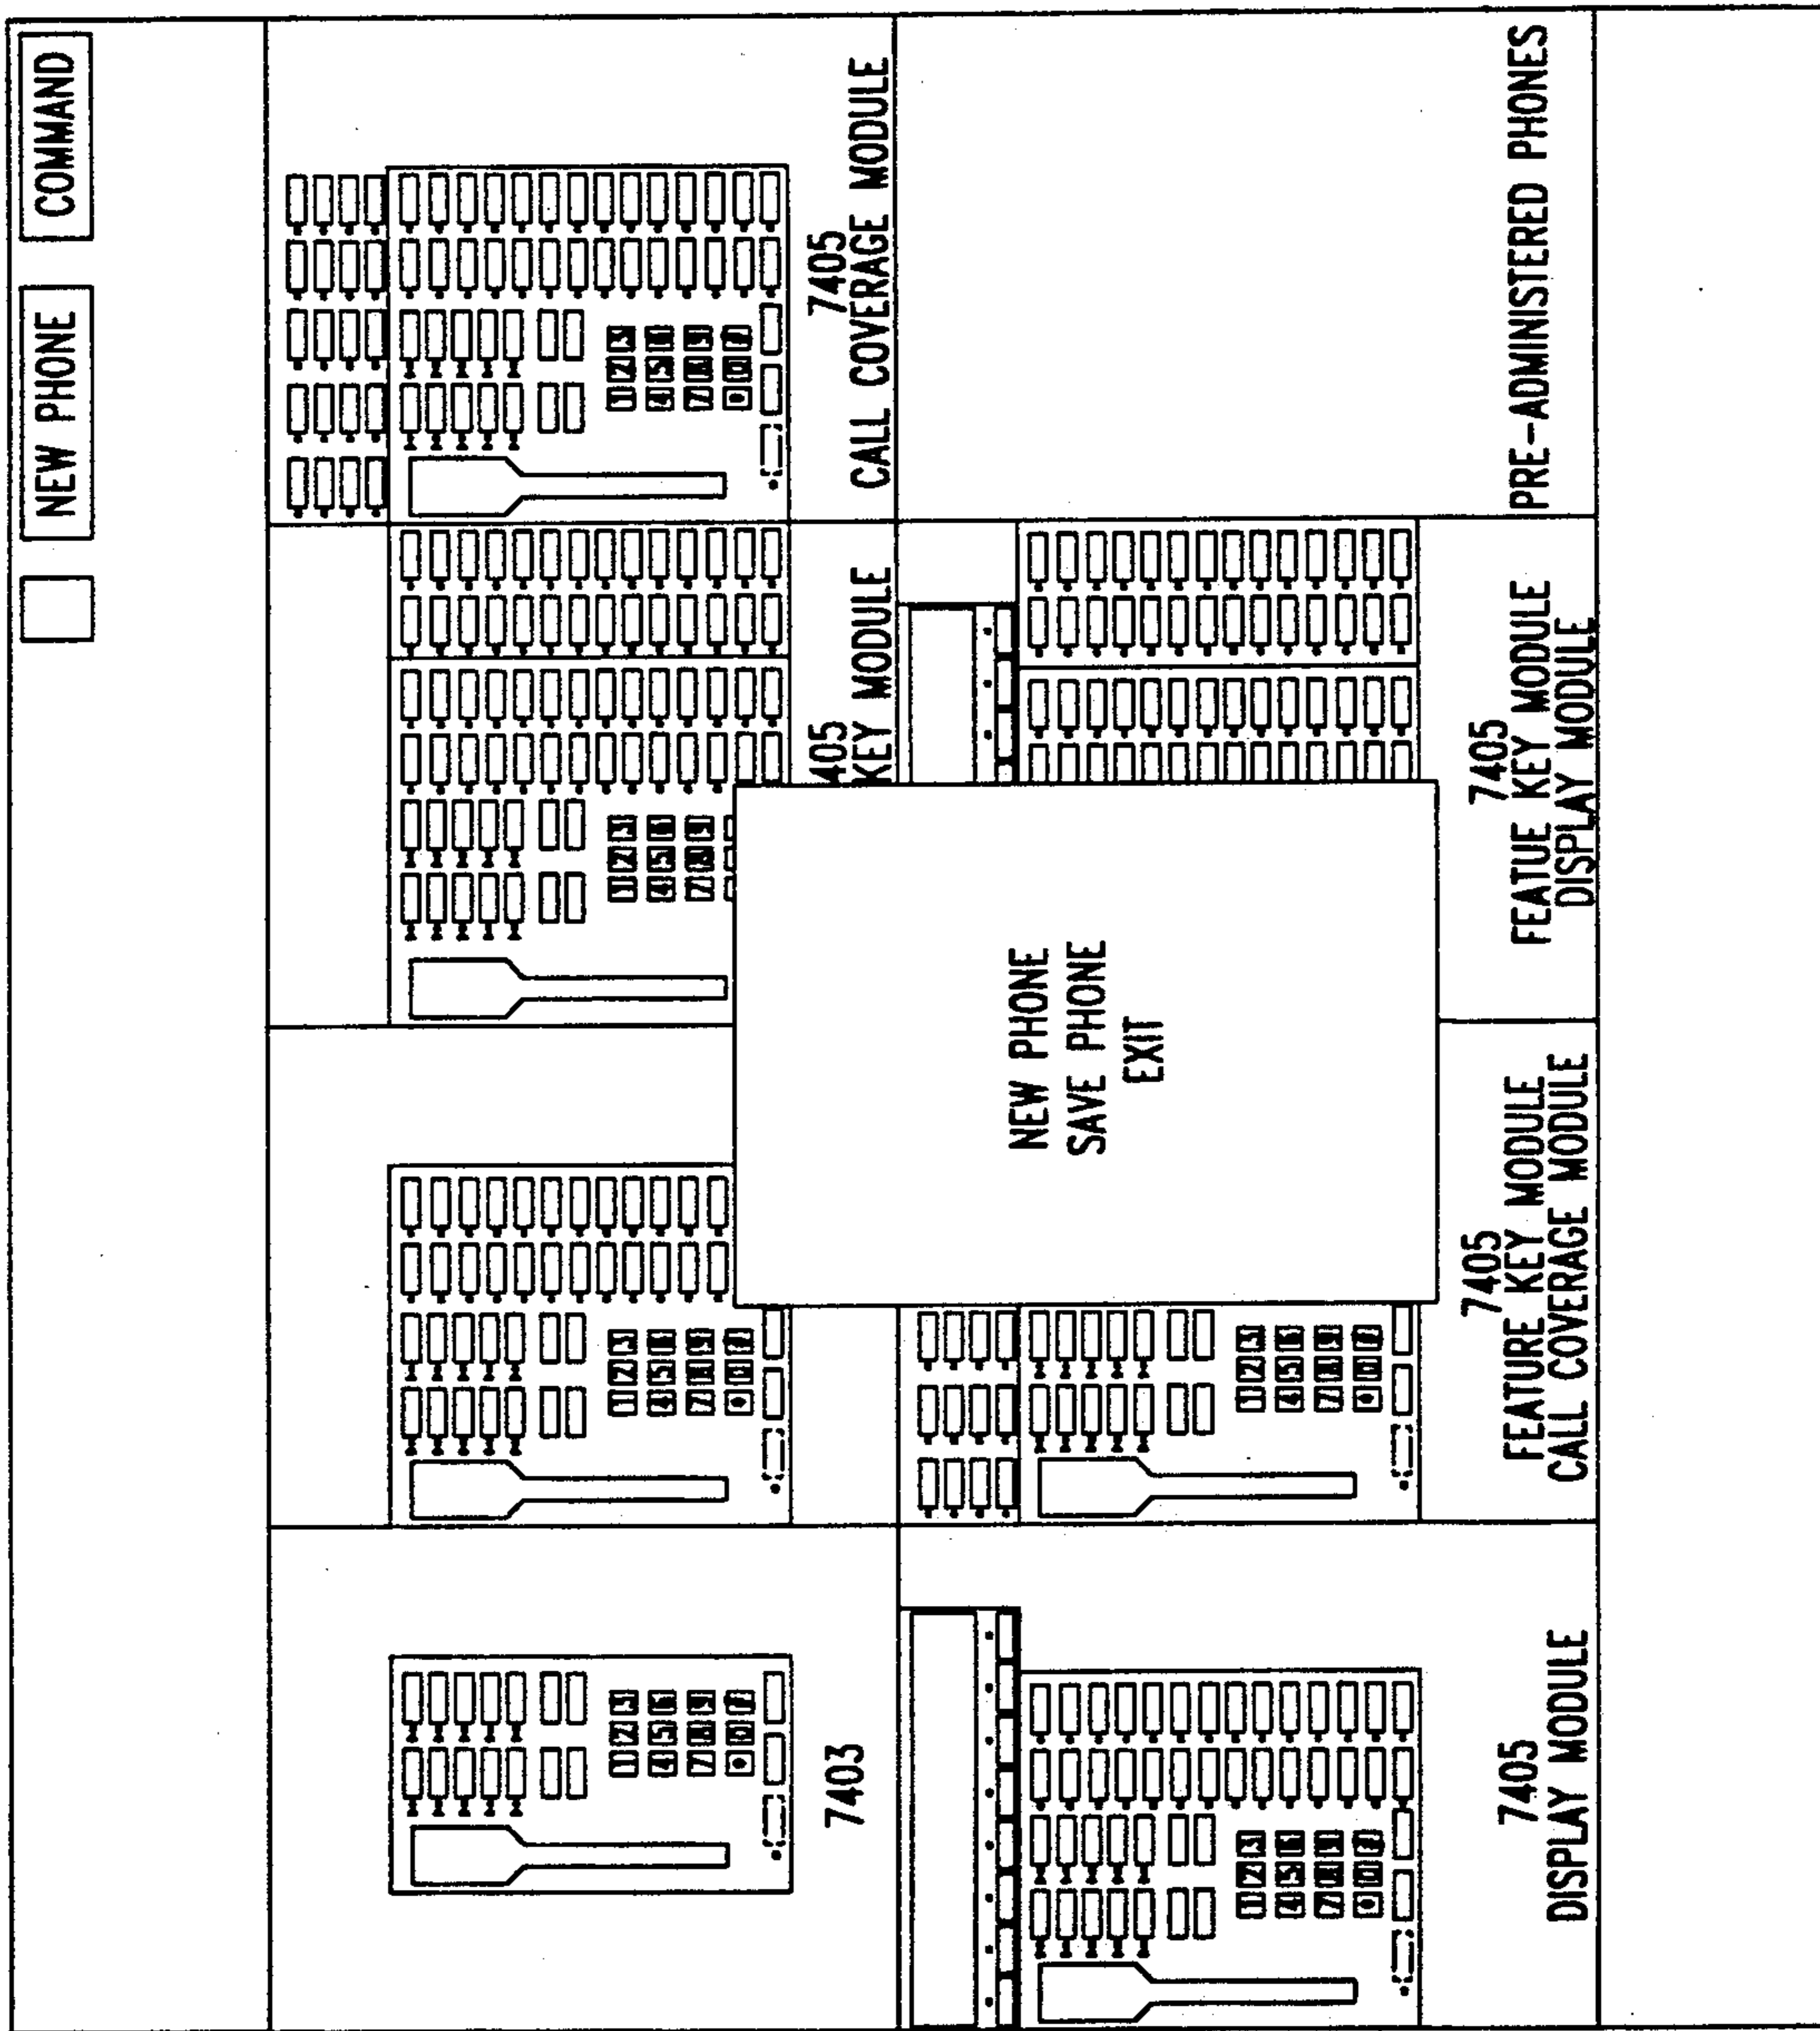 NEW PHONE
COMMAND
7403
405
KEY MODULE
7405
CALL COVERAGE MODULE
NEW PHONE
SAVE PHONE
EXIT
7405
DISPLAY MODULE
7405
FEATURE KEY MODULE
CALL COVERAGE MODULE
7405
FEATUE KEY MODULE
DISPLAY MODULE
PRE-ADMINISTERED PHONES